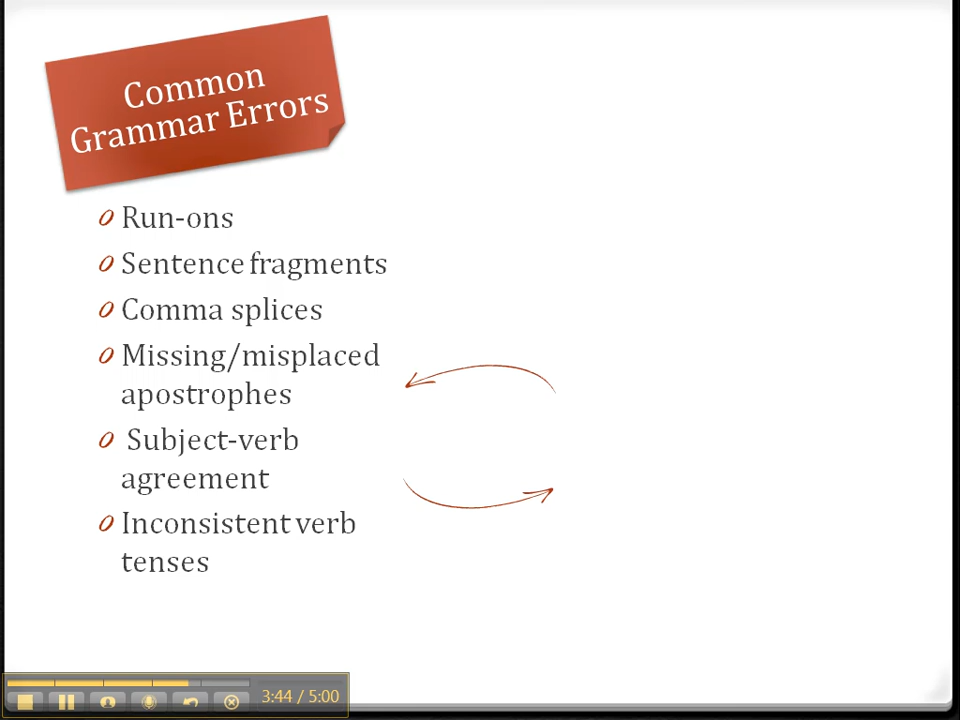 Common
Grammar Errors
Run-ons
Sentence fragments
Comma splices
Missing/misplaced
apostrophes
Subject-verb
agreement
Inconsistent verb
tenses
3:44 / 5:00